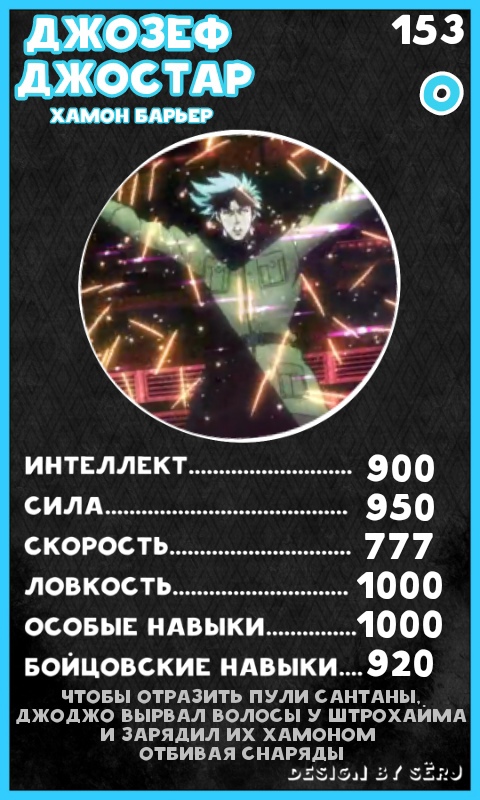 ДЖОЗЕФ
ДЖОСТАР
ХАМОН БАРЬЕР
153
ИНТЕЛЛЕКТ........................................ 900
СИЛА.................................................... 950
СКОРОСТЬ.......................................... 777
ЛОВКОСТЬ......................................... 1000
ОСОБЫЕ НАВЫКИ....................1000
БОЙЦОВСКИЕ НАВЫКИ....920
ЧТОБЫ ОТРАЗИТЬ ПУЛИ САНТАНЫ,
ДЖОДЖО ВЫРВАЛ ВОЛОСЫ У ШТРОХАЙМА
И ЗАРЯДИЛ ИХ ХАМОНОМ
ОТБИВАЯ СНАРЯДЫ
DESIGN BY SЁRJ